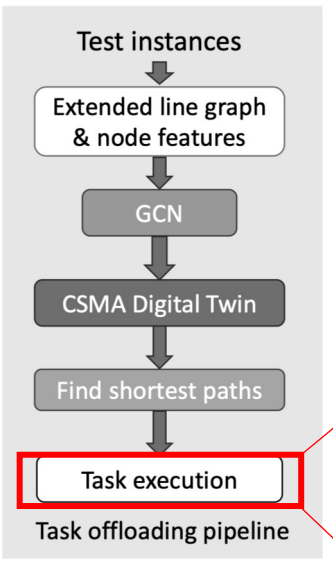 Test instances
Extended line graph
& node features
GCN
CSMA Digital Twin
Find shortest paths
Task execution
Task offloading pipeline